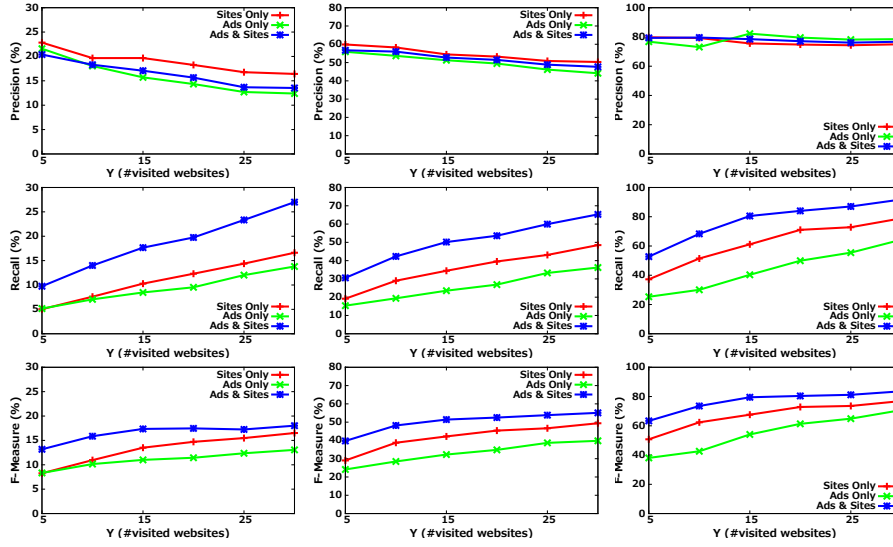 Precision (%)
30
25
20
15
10
5
0
5
15
25
Y (#visited websites)
Sites Only
Ads Only
Ads & Sites
Precision (%)
80
70
60
50
40
30
20
10
0
5
15
25
Y (#visited websites)
Sites Only
Ads Only
Ads & Sites
Precision (%)
100
80
60
40
20
0
5
15
25
Y (#visited websites)
Sites Only
Ads Only
Ads & Sites
Recall (%)
30
25
20
15
10
5
0
5
15
25
Y (#visited websites)
Sites Only
Ads Only
Ads & Sites
Recall (%)
80
70
60
50
40
30
20
10
0
5
15
25
Y (#visited websites)
Sites Only
Ads Only
Ads & Sites
Recall (%)
100
80
60
40
20
0
5
15
25
Y (#visited websites)
Sites Only
Ads Only
Ads & Sites
F-Measure (%)
30
25
20
15
10
5
0
5
15
25
Y (#visited websites)
Sites Only
Ads Only
Ads & Sites
F-Measure (%)
80
70
60
50
40
30
20
10
0
5
15
25
Y (#visited websites)
Sites Only
Ads Only
Ads & Sites
F-Measure (%)
100
80
60
40
20
0
5
15
25
Y (#visited websites)
Sites Only
Ads Only
Ads & Sites